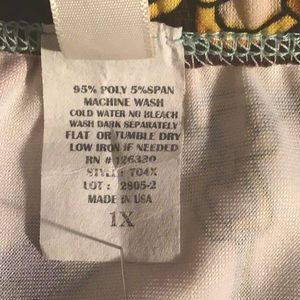 95% POLY 5%SPAN
MACHINE WASH
COLD WATER NO BLEACH
WASH DARK SEPARATELY
FLAT OR TUMBLE DRY
LOW IRON IF NEEDED
RN # 126330
STYLE: 704X
LOT: 2805-2
MADE IN USA
1X